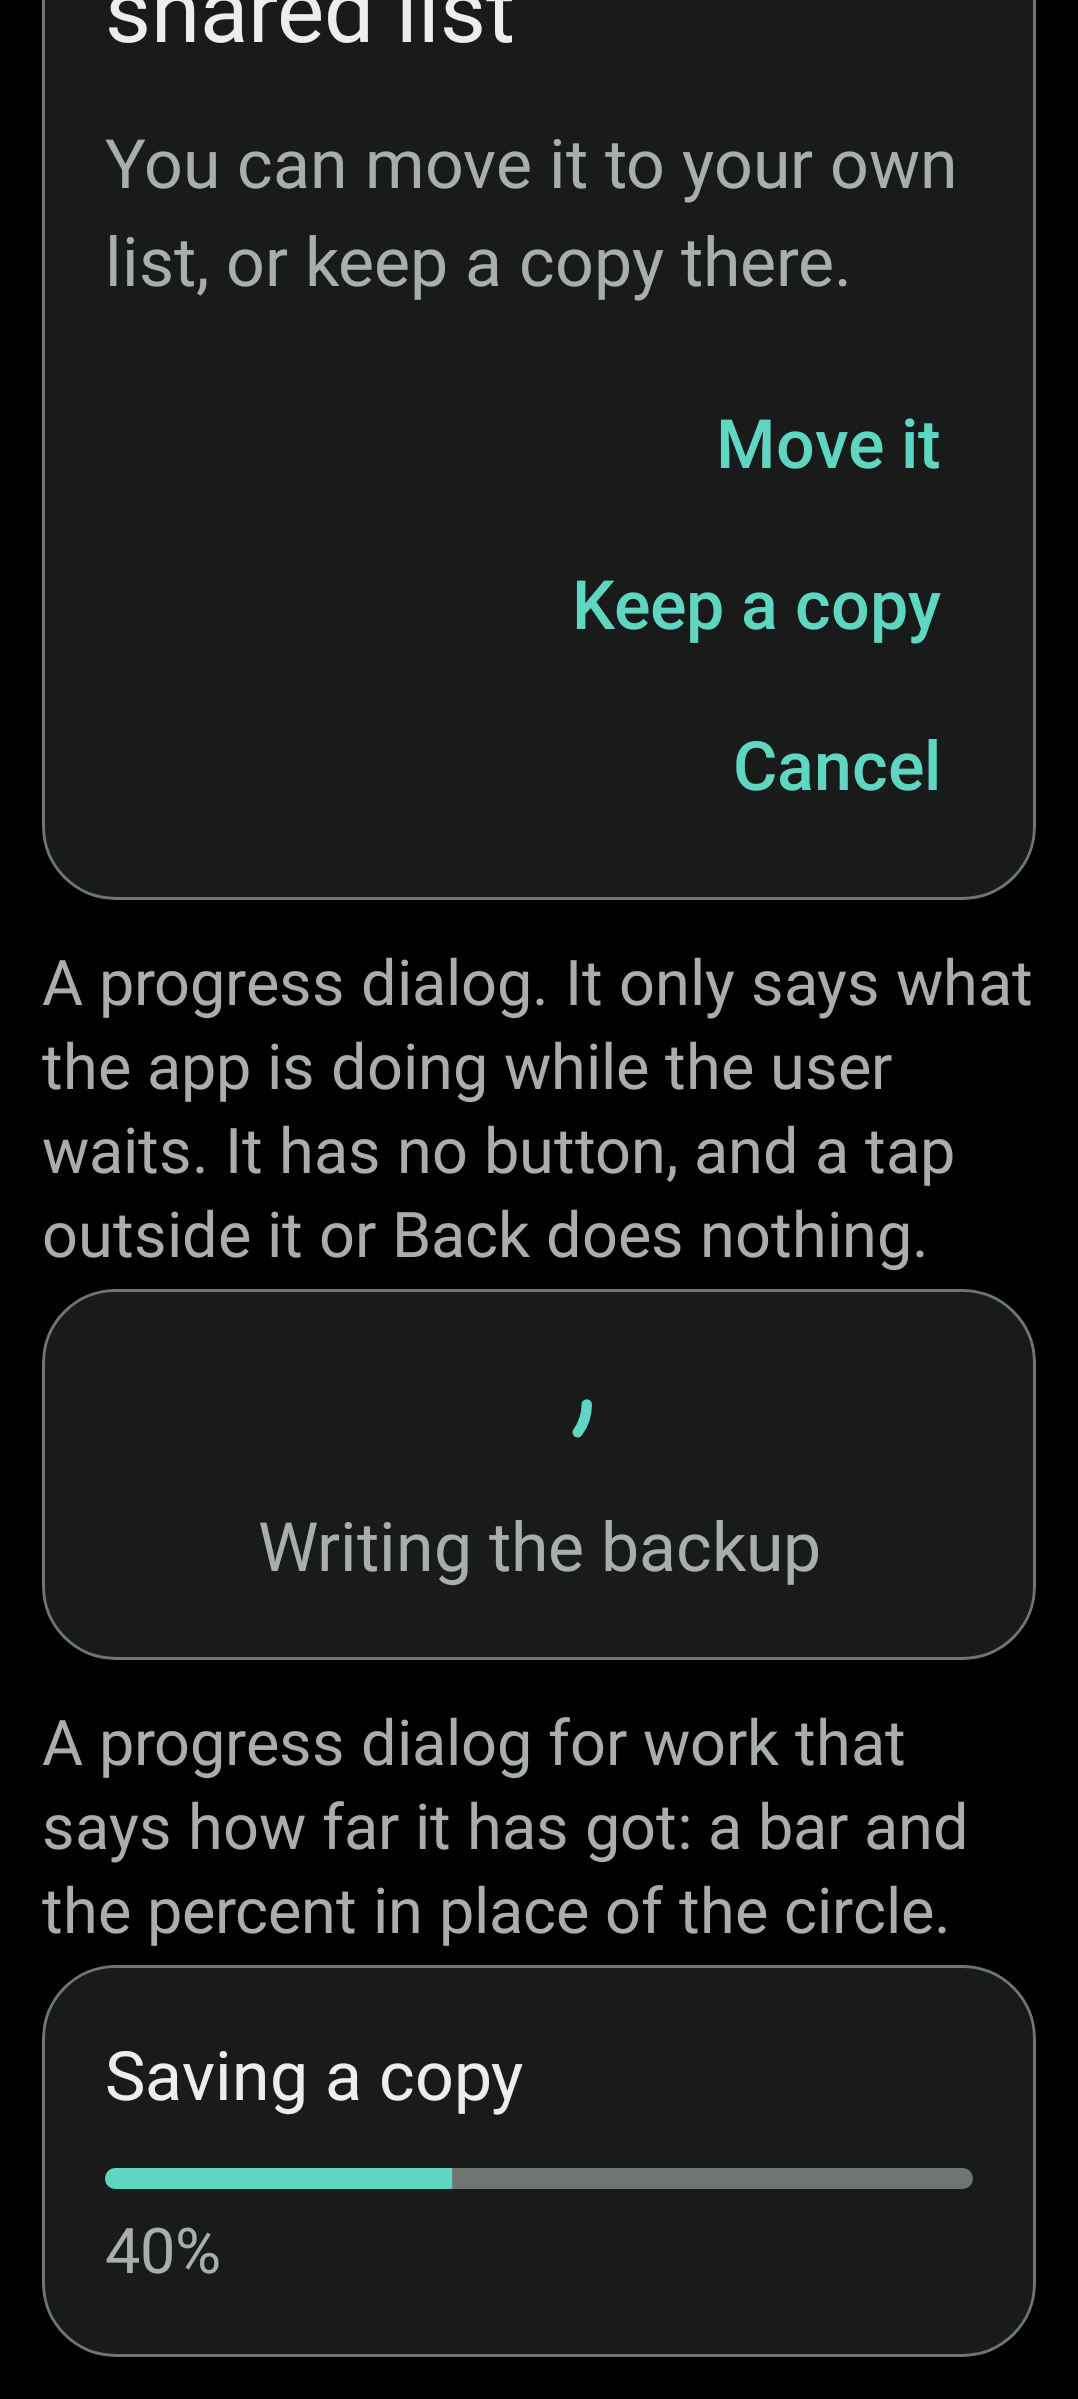 shared list
You can move it to your own
list, or keep a copy there.
Move it
Keep a copy
Cancel
A progress dialog. It only says what
the app is doing while the user
waits. It has no button, and a tap
outside it or Back does nothing.
Writing the backup
A progress dialog for work that
says how far it has got: a bar and
the percent in place of the circle.
Saving a copy
40%